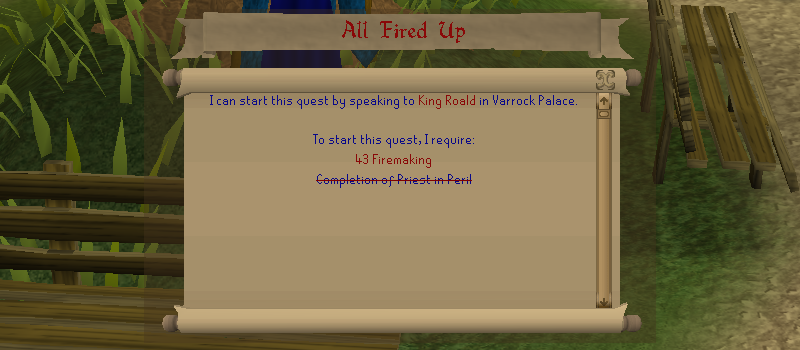 All Fired Up
I can start this quest by speaking to King Roald in Varrock Palace.
To start this quest, I require:
43 Firemaking
Completion of Priest in Peril